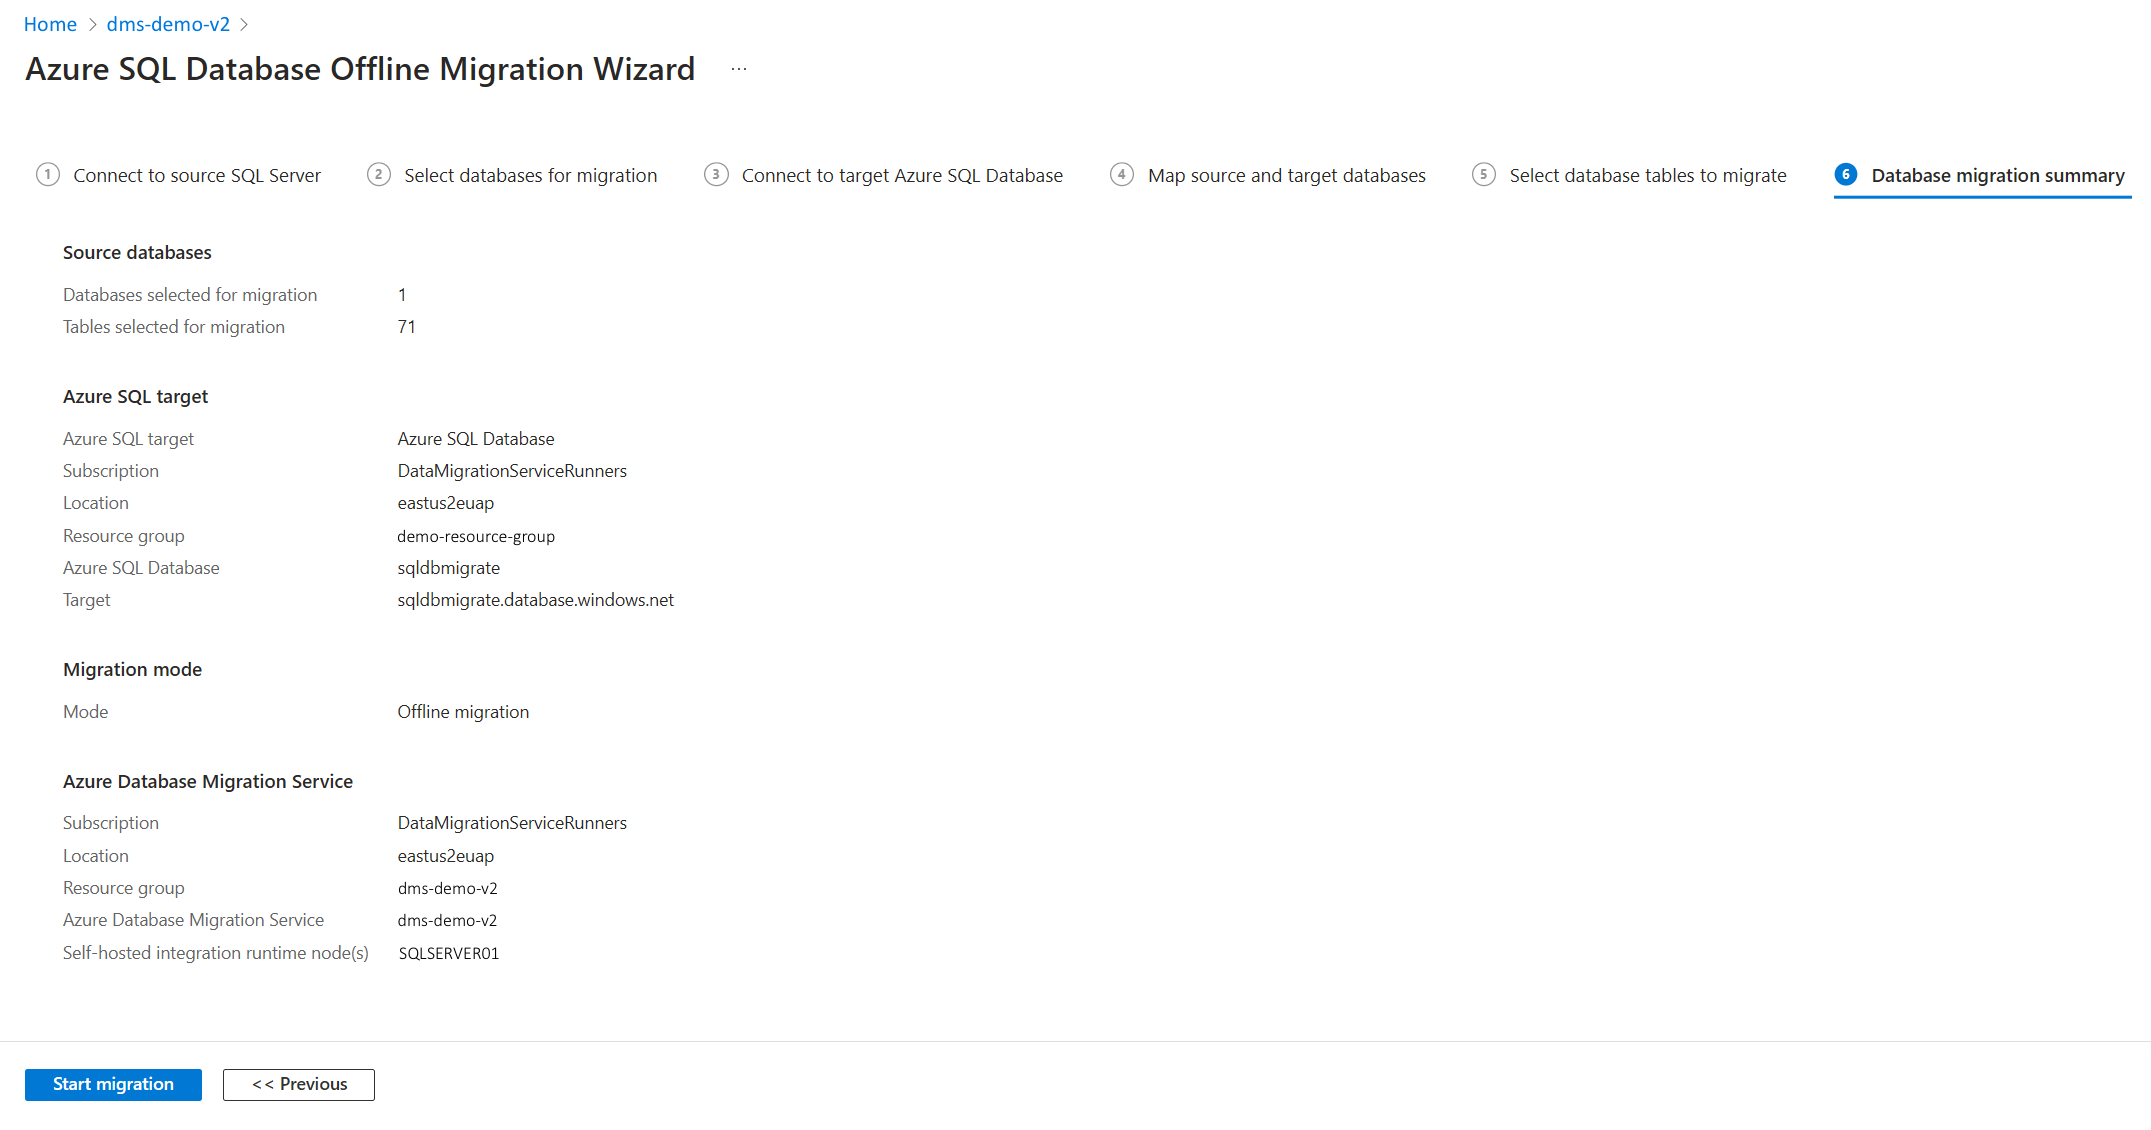 Home > dms-demo-v2 >
Azure SQL Database Offline Migration Wizard ...
1 Connect to source SQL Server 2 Select databases for migration 3 Connect to target Azure SQL Database 4 Map source and target databases 5 Select database tables to migrate 6 Database migration summary
Source databases
Databases selected for migration 1
Tables selected for migration 71
Azure SQL target
Azure SQL target Azure SQL Database
Subscription DataMigrationServiceRunners
Location eastus2euap
Resource group demo-resource-group
Azure SQL Database sqldbmigrate
Target sqldbmigrate.database.windows.net
Migration mode
Mode Offline migration
Azure Database Migration Service
Subscription DataMigrationServiceRunners
Location eastus2euap
Resource group dms-demo-v2
Azure Database Migration Service dms-demo-v2
Self-hosted integration runtime node(s) SQLSERVER01
Start migration << Previous